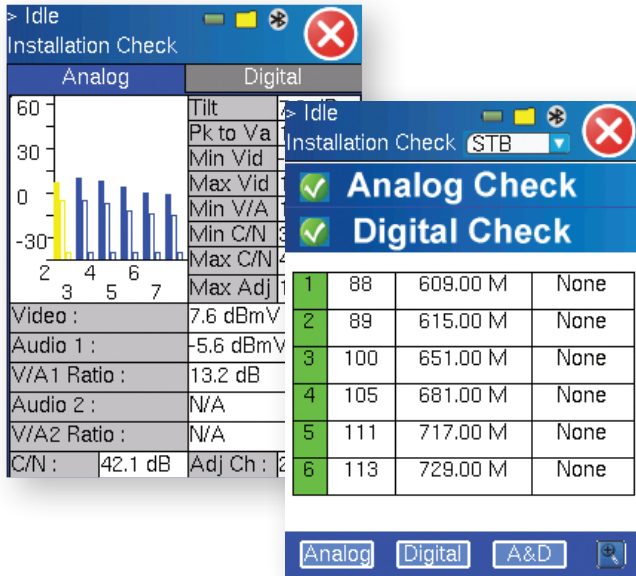 > Idle
Installation Check
Analog Digital
60
30
0
-30
2 3 4 5 6 7
Tilt
Pk to Va
Min Vid
Max Vid
Min V/A
Min C/N
Max C/N
Max Adj
Video : 7.6 dBmV
Audio 1 : -5.6 dBmV
V/A1 Ratio : 13.2 dB
Audio 2 : N/A
V/A2 Ratio : N/A
C/N : 42.1 dB Adj Ch :
> Idle
Installation Check STB
Analog Check
Digital Check
1 88 609.00 M None
2 89 615.00 M None
3 100 651.00 M None
4 105 681.00 M None
5 111 717.00 M None
6 113 729.00 M None
Analog Digital A&D